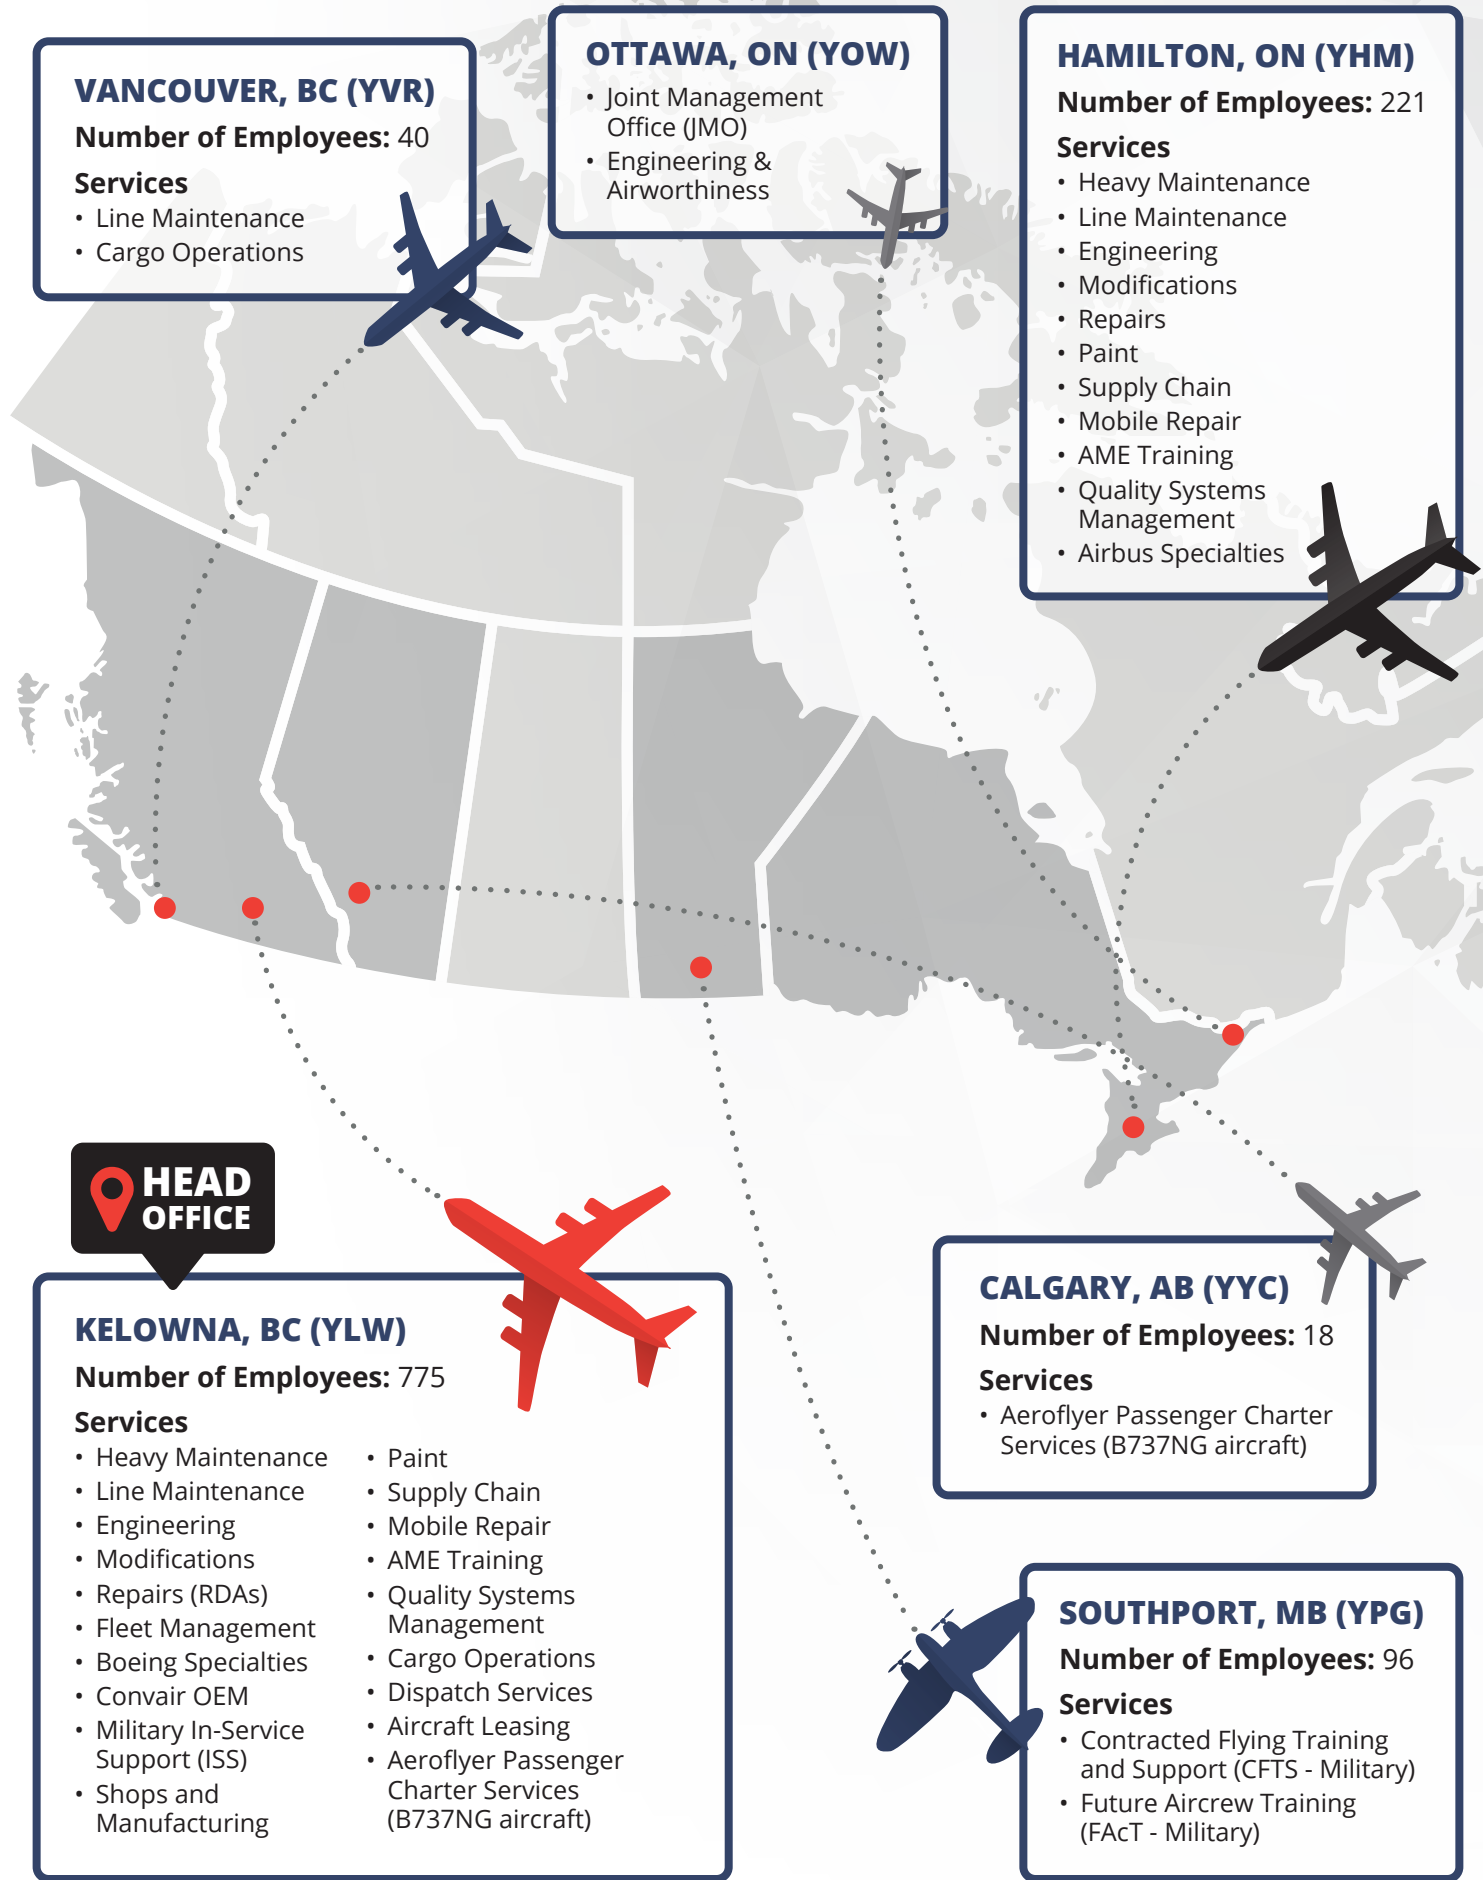 VANCOUVER, BC (YVR)
Number of Employees: 40
Services
• Line Maintenance
• Cargo Operations
OTTAWA, ON (YOW)
• Joint Management
Office (JMO)
• Engineering &
Airworthiness
HAMILTON, ON (YHM)
Number of Employees: 221
Services
• Heavy Maintenance
• Line Maintenance
• Engineering
• Modifications
• Repairs
• Paint
• Supply Chain
• Mobile Repair
• AME Training
• Quality Systems
Management
• Airbus Specialties
HEAD
OFFICE
KELOWNA, BC (YLW)
Number of Employees: 775
Services
• Heavy Maintenance
• Line Maintenance
• Engineering
• Modifications
• Repairs (RDAs)
• Fleet Management
• Boeing Specialties
• Convair OEM
• Military In-Service
Support (ISS)
• Shops and
Manufacturing
• Paint
• Supply Chain
• Mobile Repair
• AME Training
• Quality Systems
Management
• Cargo Operations
• Dispatch Services
• Aircraft Leasing
• Aeroflyer Passenger
Charter Services
(B737NG aircraft)
CALGARY, AB (YYC)
Number of Employees: 18
Services
• Aeroflyer Passenger Charter
Services (B737NG aircraft)
SOUTHPORT, MB (YPG)
Number of Employees: 96
Services
• Contracted Flying Training
and Support (CFTS - Military)
• Future Aircrew Training
(FAcT - Military)